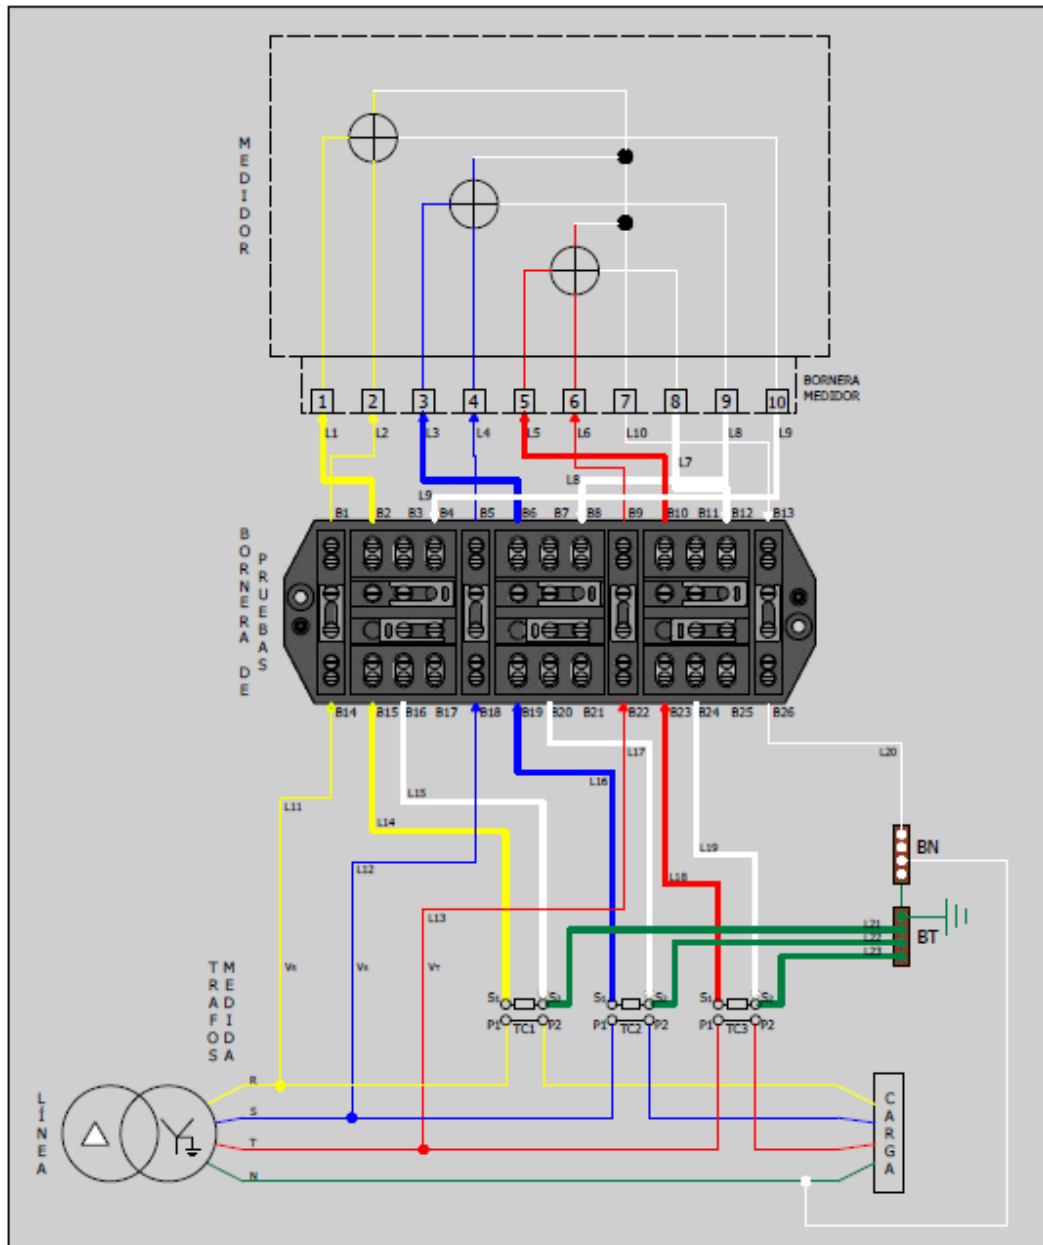 MEDIDOR
1 2 3 4 5 6 7 8 9 10
BORNERA
MEDIDOR
L1 L2 L3 L4 L5 L6 L10 L8 L9
L7
L8
L9
B1 B2 B3 B4 B5 B6 B7 B8 B9 B10 B11 B12 B13
BORNERA DE
PRUEBAS
B14 B15 B16 B17 B18 B19 B20 B21 B22 B23 B24 B25 B26
L20
L17
L16
L15
L11
L14
BN
L19
L12
L18
L13
L21
L22
L23
BT
TRAFOS
MEDIDA
VR VS VT
S1 S2 S1 S2 S1 S2
P1 TC1 P2 P1 TC2 P2 P1 TC3 P2
LÍNEA
R
S
T
N
CARGA